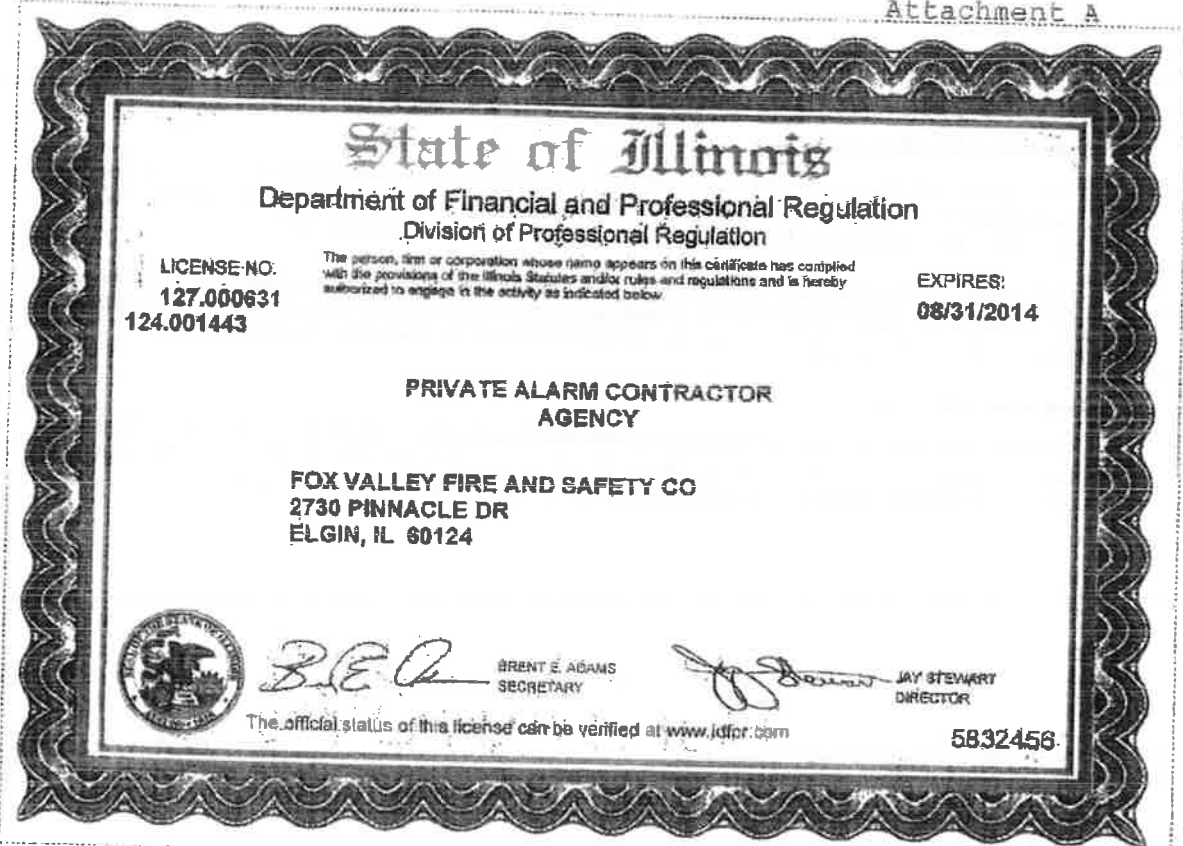 Attachment A
State of Illinois
Department of Financial and Professional Regulation
Division of Professional Regulation
LICENSE NO.
127.000631
124.001443
The person, firm or corporation whose name appears on this certificate has complied
with the provisions of the Illinois Statutes and/or rules and regulations and is hereby
authorized to engage in the activity as indicated below.
EXPIRES:
08/31/2014
PRIVATE ALARM CONTRACTOR
AGENCY
FOX VALLEY FIRE AND SAFETY CO
2730 PINNACLE DR
ELGIN, IL 60124
BRENT E. ADAMS
SECRETARY
JAY STEWART
DIRECTOR
The official status of this license can be verified at www.idfpr.com
5832456